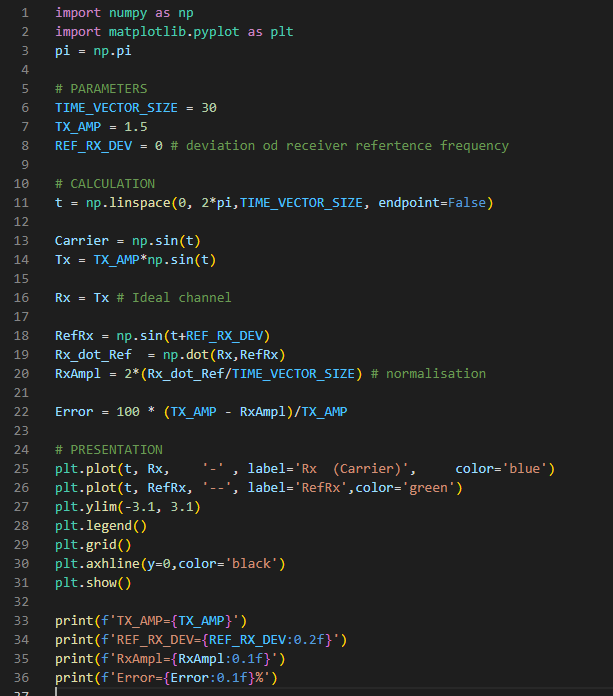 1 import numpy as np
2 import matplotlib.pyplot as plt
3 pi = np.pi
4
5 # PARAMETERS
6 TIME_VECTOR_SIZE = 30
7 TX_AMP = 1.5
8 REF_RX_DEV = 0 # deviation od receiver refertence frequency
9
10 # CALCULATION
11 t = np.linspace(0, 2*pi,TIME_VECTOR_SIZE, endpoint=False)
12
13 Carrier = np.sin(t)
14 Tx = TX_AMP*np.sin(t)
15
16 Rx = Tx # Ideal channel
17
18 RefRx = np.sin(t+REF_RX_DEV)
19 Rx_dot_Ref  = np.dot(Rx,RefRx)
20 RxAmpl = 2*(Rx_dot_Ref/TIME_VECTOR_SIZE) # normalisation
21
22 Error = 100 * (TX_AMP - RxAmpl)/TX_AMP
23
24 # PRESENTATION
25 plt.plot(t, Rx,    '-' , label='Rx  (Carrier)',     color='blue')
26 plt.plot(t, RefRx, '--', label='RefRx',color='green')
27 plt.ylim(-3.1, 3.1)
28 plt.legend()
29 plt.grid()
30 plt.axhline(y=0,color='black')
31 plt.show()
32
33 print(f'TX_AMP={TX_AMP}')
34 print(f'REF_RX_DEV={REF_RX_DEV:0.2f}')
35 print(f'RxAmpl={RxAmpl:0.1f}')
36 print(f'Error={Error:0.1f}%')
37